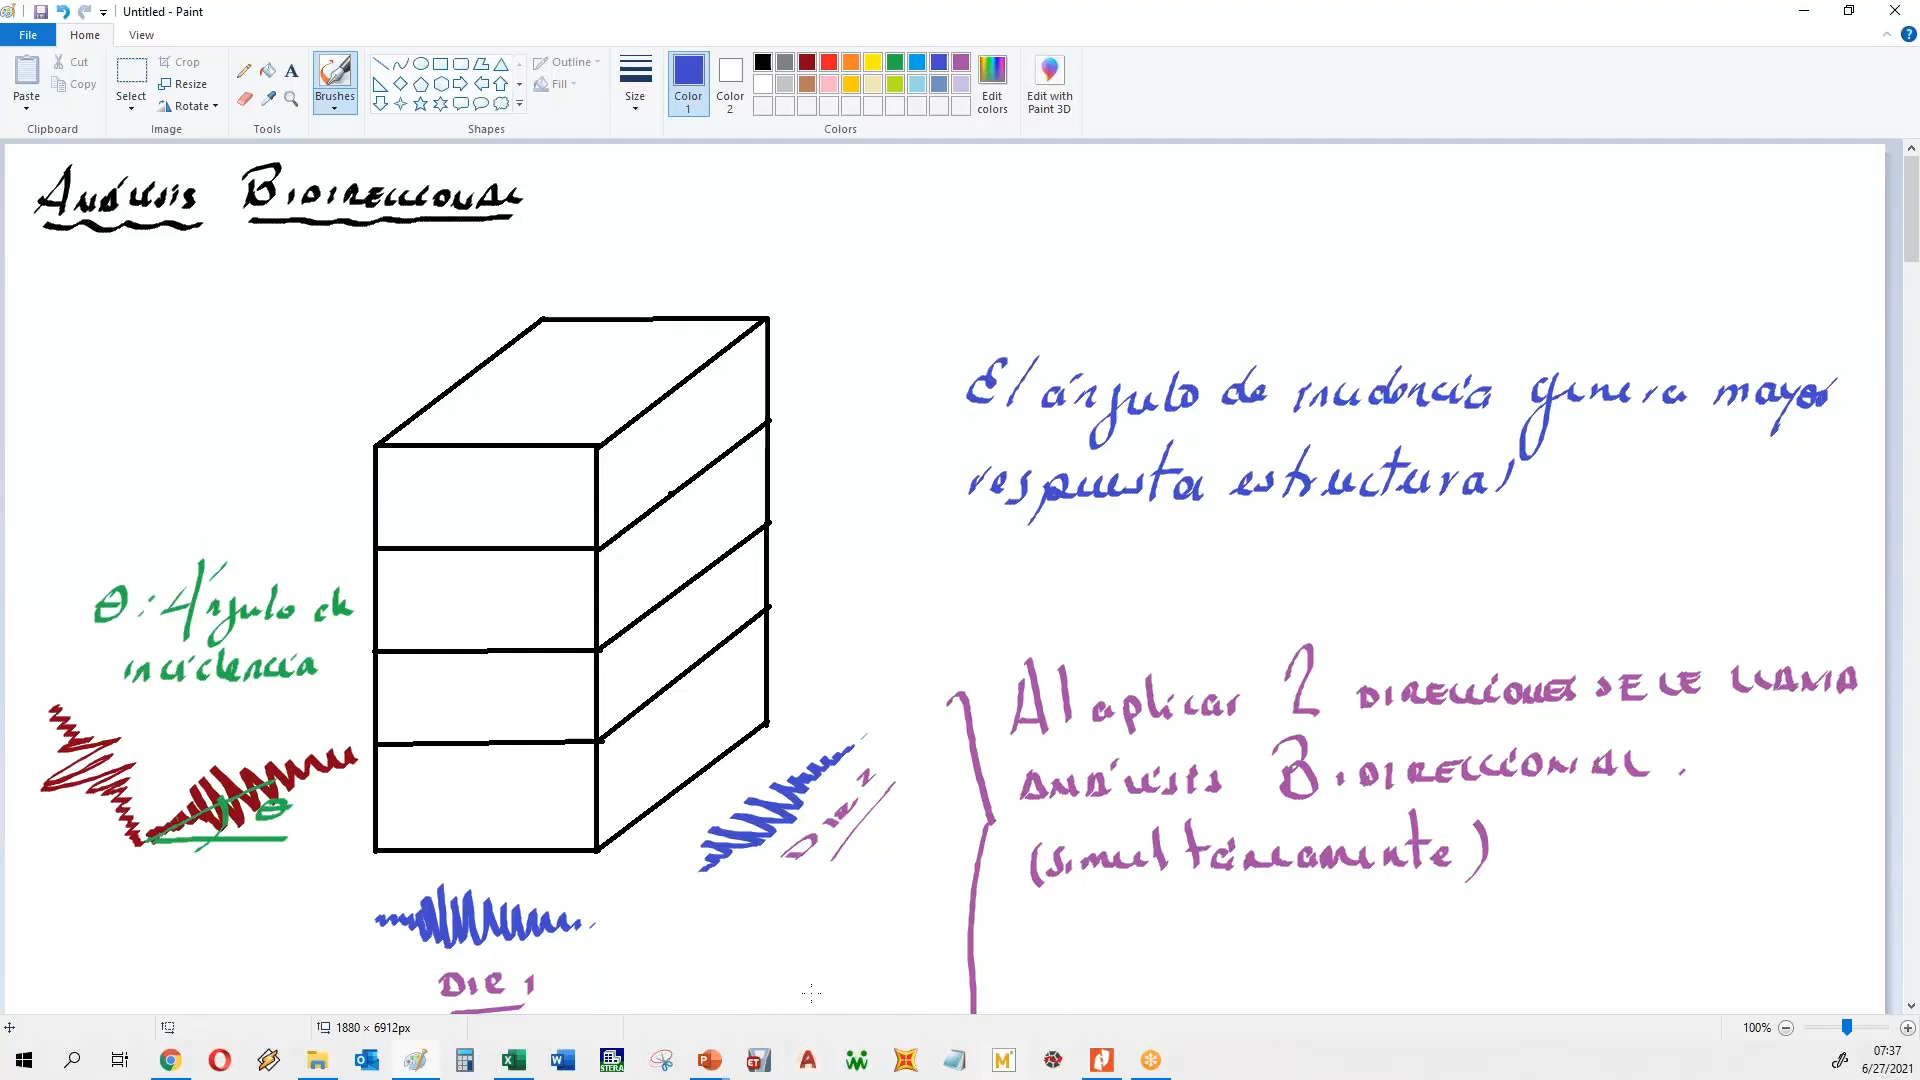 Untitled - Paint
File
Home
View
Paste
Cut
Copy
Clipboard
Select
Crop
Resize
Rotate
Image
Tools
Brushes
Shapes
Outline
Fill
Size
Color 1
Color 2
Colors
Edit colors
Edit with Paint 3D
ANÁLISIS BIDIRECCIONAL
El ángulo de incidencia genera mayor
respuesta estructural
θ: Ángulo de
incidencia
θ
Al aplicar 2 DIRECCIONES SE LE LLAMA
ANÁLISIS BIDIRECCIONAL.
(simultáneamente)
DIR 2
DIR 1
1880 × 6912px
100%
STERA
ET
07:37
6/27/2021